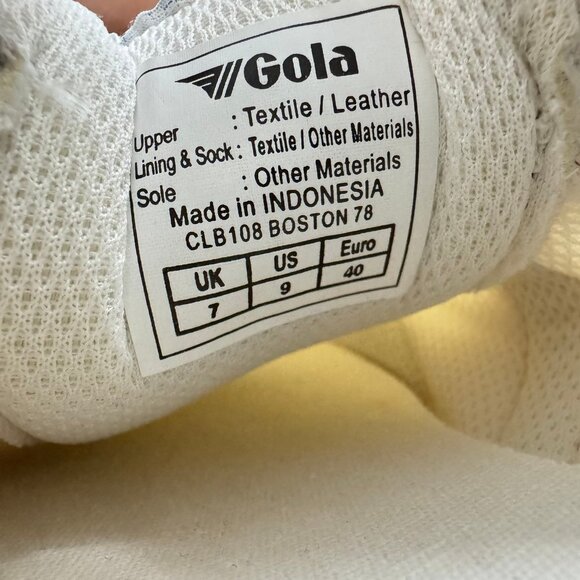 Gola
Upper : Textile / Leather
Lining & Sock : Textile / Other Materials
Sole : Other Materials
Made in INDONESIA
CLB108 BOSTON 78
UK US Euro
7 9 40